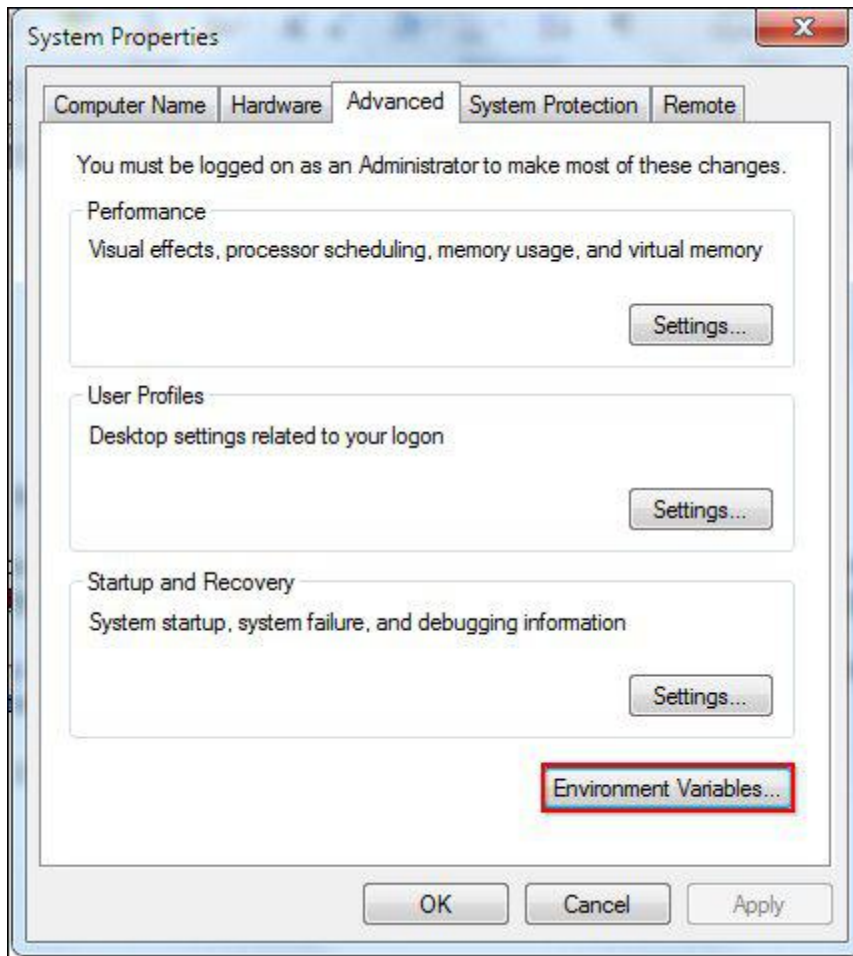 System Properties
Computer Name Hardware Advanced System Protection Remote
You must be logged on as an Administrator to make most of these changes.
Performance
Visual effects, processor scheduling, memory usage, and virtual memory
Settings...
User Profiles
Desktop settings related to your logon
Settings...
Startup and Recovery
System startup, system failure, and debugging information
Settings...
Environment Variables...
OK Cancel Apply